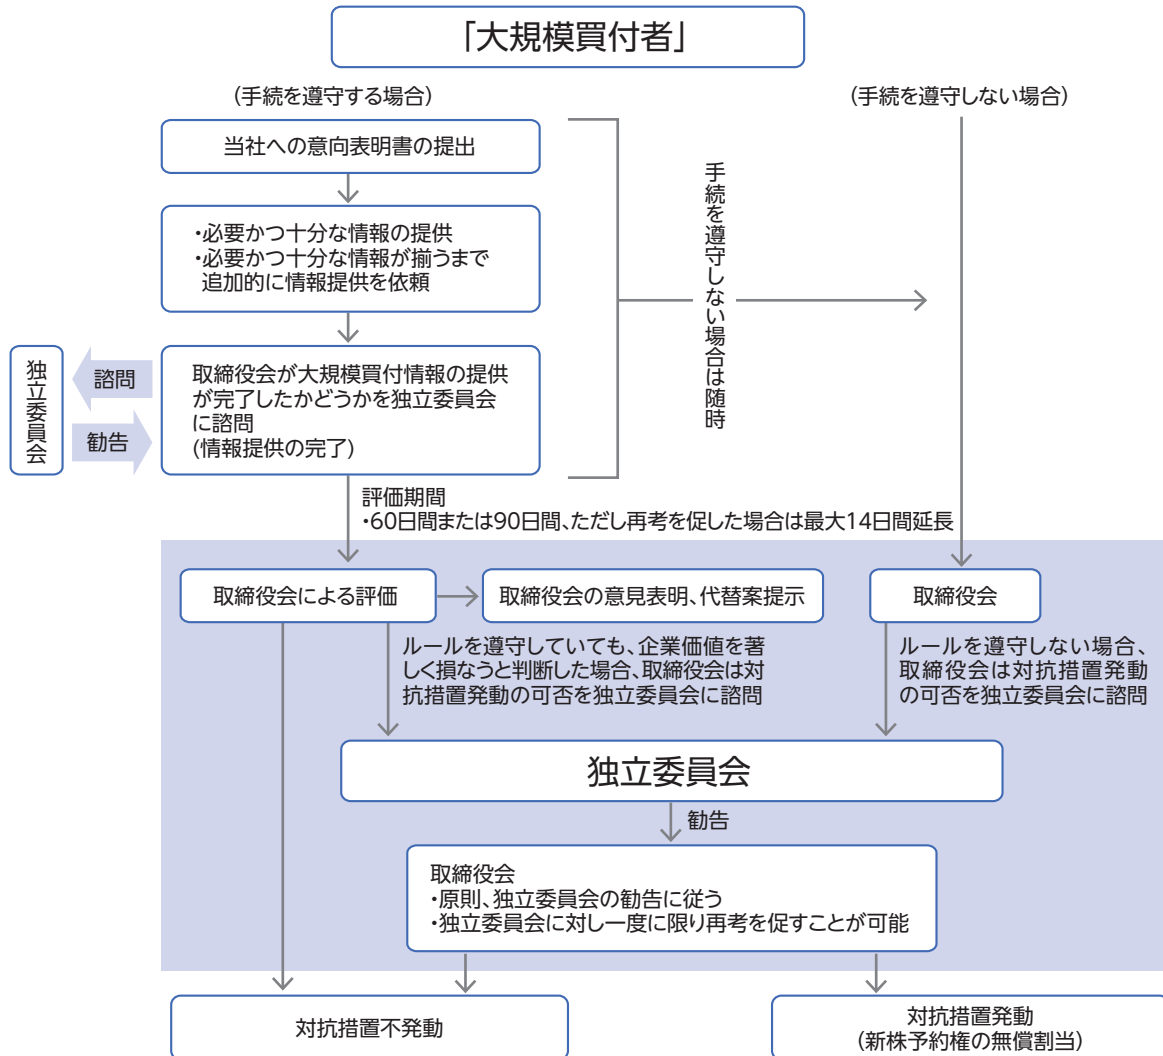 「大規模買付者」
(手続を遵守する場合)
(手続を遵守しない場合)
当社への意向表明書の提出
・必要かつ十分な情報の提供
・必要かつ十分な情報が揃うまで
追加的に情報提供を依頼
手続を遵守しない場合は随時
独立委員会
諮問
勧告
取締役会が大規模買付情報の提供
が完了したかどうかを独立委員会
に諮問
(情報提供の完了)
評価期間
・60日間または90日間、ただし再考を促した場合は最大14日間延長
取締役会による評価
取締役会の意見表明、代替案提示
取締役会
ルールを遵守していても、企業価値を著
しく損なうと判断した場合、取締役会は対
抗措置発動の可否を独立委員会に諮問
ルールを遵守しない場合、
取締役会は対抗措置発動
の可否を独立委員会に諮問
独立委員会
勧告
取締役会
・原則、独立委員会の勧告に従う
・独立委員会に対し一度に限り再考を促すことが可能
対抗措置不発動
対抗措置発動
(新株予約権の無償割当)